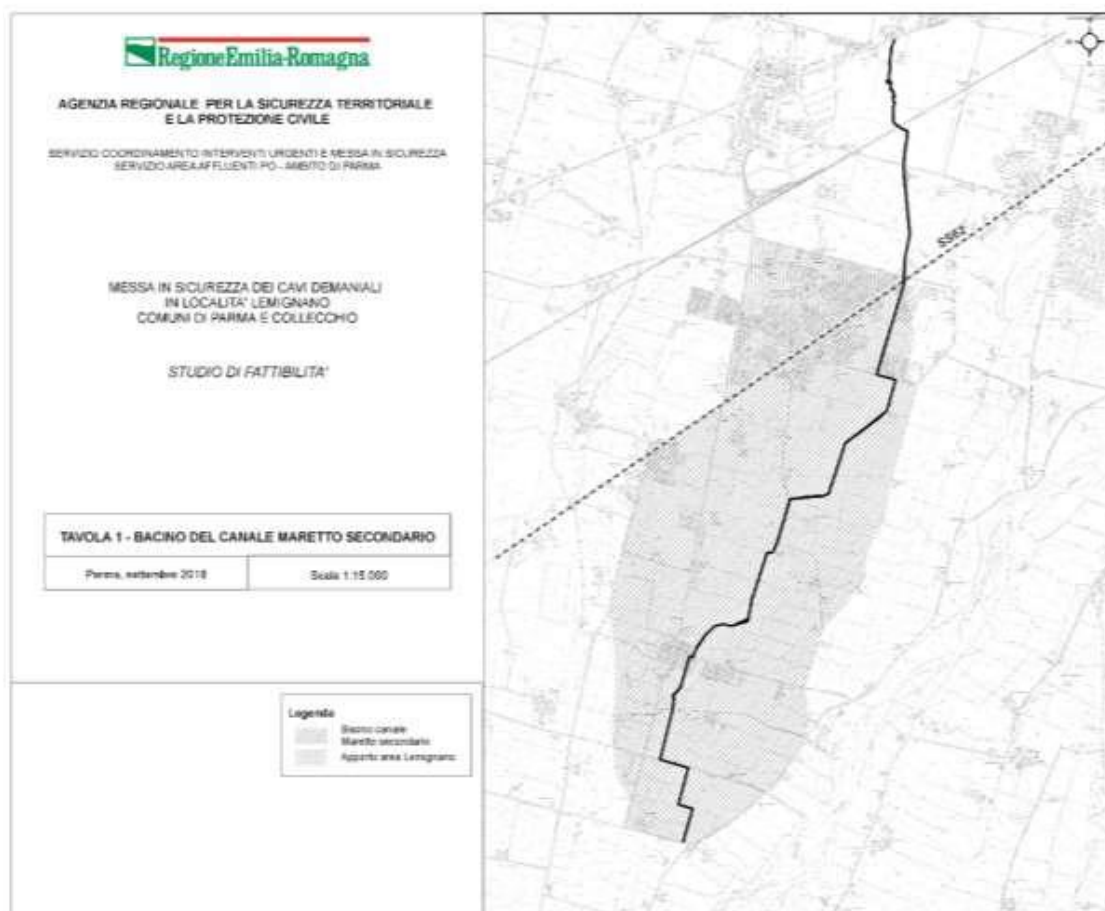 RegioneEmilia-Romagna
AGENZIA REGIONALE PER LA SICUREZZA TERRITORIALE
E LA PROTEZIONE CIVILE
SERVIZIO COORDINAMENTO INTERVENTI URGENTI E MESSA IN SICUREZZA
SERVIZIO AREA AFFLUENTI PO - AMBITO DI PARMA
MESSA IN SICUREZZA DEI CAVI DEMANIALI
IN LOCALITA' LEMIGNANO
COMUNI DI PARMA E COLLECCHIO
STUDIO DI FATTIBILITA'
TAVOLA 1 - BACINO DEL CANALE MARETTO SECONDARIO
Parma, settembre 2018
Scala 1:15.000
Legenda
Bacino canale
Maretto secondario
Apporto area Lemignano